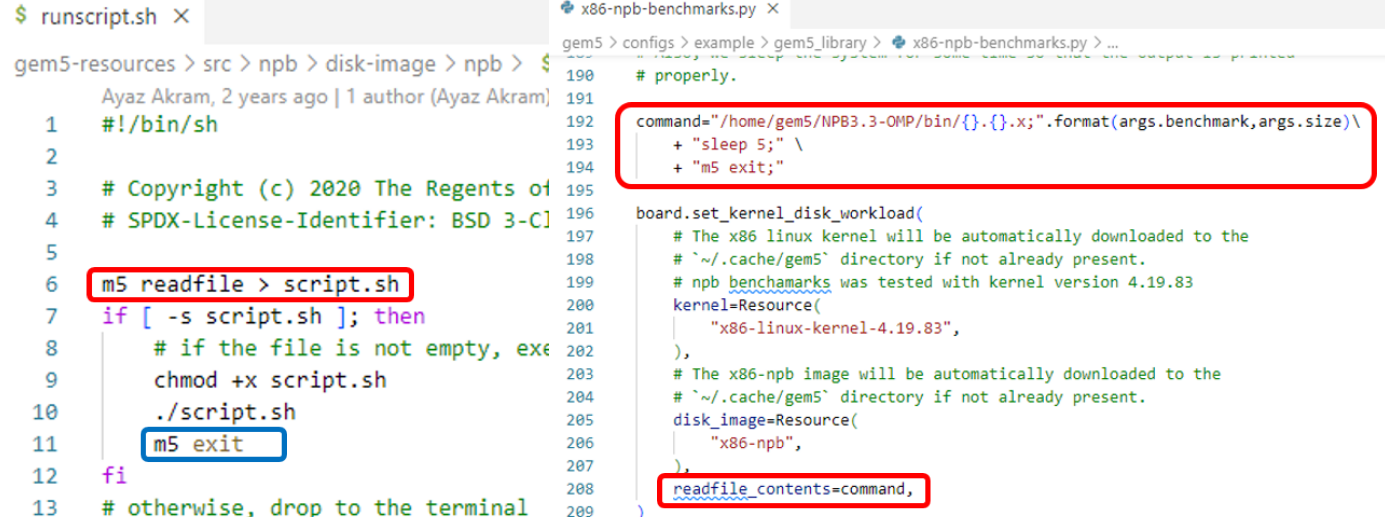 $ runscript.sh ×
gem5-resources > src > npb > disk-image > npb > $
Ayaz Akram, 2 years ago | 1 author (Ayaz Akram)
1 #!/bin/sh
2
3 # Copyright (c) 2020 The Regents of
4 # SPDX-License-Identifier: BSD 3-Cl
5
6 m5 readfile > script.sh
7 if [ -s script.sh ]; then
8 # if the file is not empty, exe
9 chmod +x script.sh
10 ./script.sh
11 m5 exit
12 fi
13 # otherwise, drop to the terminal
x86-npb-benchmarks.py ×
gem5 > configs > example > gem5_library > x86-npb-benchmarks.py > ...
189 # Also, we sleep the system for some time so that the output is printed
190 # properly.
191
192 command="/home/gem5/NPB3.3-OMP/bin/{}.{}.x;".format(args.benchmark,args.size)\
193 + "sleep 5;" \
194 + "m5 exit;"
195
196 board.set_kernel_disk_workload(
197 # The x86 linux kernel will be automatically downloaded to the
198 # `~/.cache/gem5` directory if not already present.
199 # npb benchamarks was tested with kernel version 4.19.83
200 kernel=Resource(
201 "x86-linux-kernel-4.19.83",
202 ),
203 # The x86-npb image will be automatically downloaded to the
204 # `~/.cache/gem5` directory if not already present.
205 disk_image=Resource(
206 "x86-npb",
207 ),
208 readfile_contents=command,
209 )